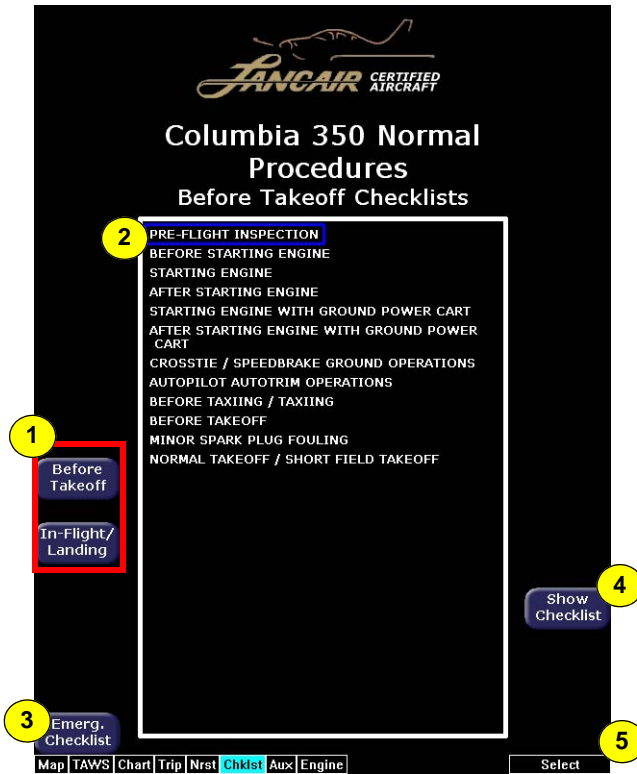 LANCAIR CERTIFIED
AIRCRAFT
Columbia 350 Normal
Procedures
Before Takeoff Checklists
2
PRE-FLIGHT INSPECTION
BEFORE STARTING ENGINE
STARTING ENGINE
AFTER STARTING ENGINE
STARTING ENGINE WITH GROUND POWER CART
AFTER STARTING ENGINE WITH GROUND POWER
CART
CROSSTIE / SPEEDBRAKE GROUND OPERATIONS
AUTOPILOT AUTOTRIM OPERATIONS
BEFORE TAXIING / TAXIING
BEFORE TAKEOFF
MINOR SPARK PLUG FOULING
NORMAL TAKEOFF / SHORT FIELD TAKEOFF
1
Before
Takeoff
In-Flight/
Landing
4
Show
Checklist
3
Emerg.
Checklist
5
Map TAWS Chart Trip Nrst Chklst Aux Engine
Select